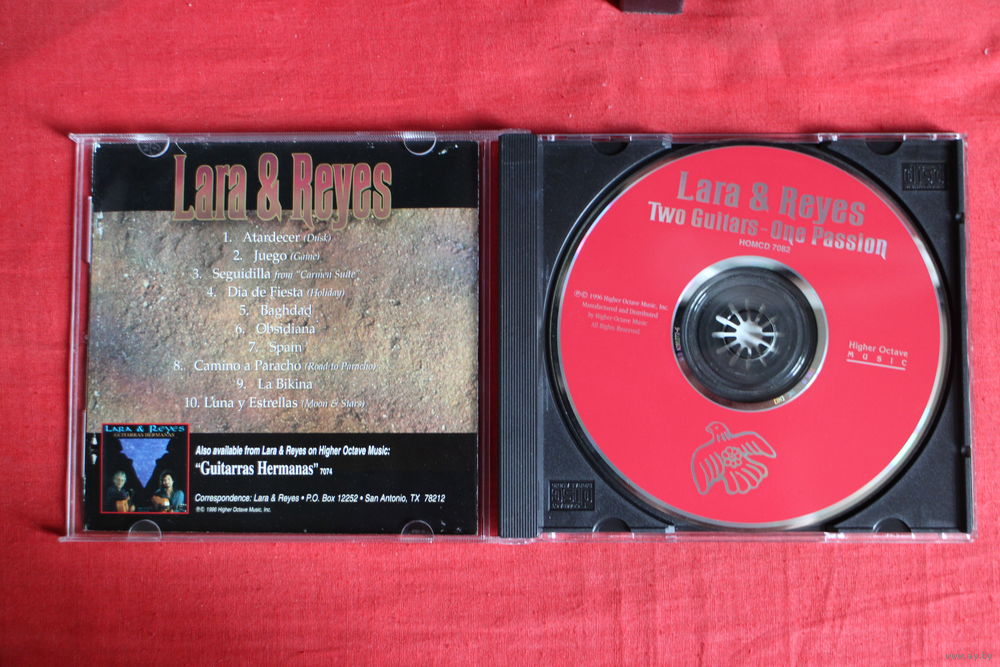 Lara & Reyes
1. Atardecer (Dusk)
2. Juego (Game)
3. Seguidilla from "Carmen Suite"
4. Dia de Fiesta (Holiday)
5. Baghdad
6. Obsidiana
7. Spain
8. Camino a Paracho (Road to Paracho)
9. La Bikina
10. Luna y Estrellas (Moon & Stars)
LARA & REYES
GUITARRAS HERMANAS
Also available from Lara & Reyes on Higher Octave Music:
"Guitarras Hermanas" 7074
Correspondence: Lara & Reyes • P.O. Box 12252 • San Antonio, TX 78212
℗© 1996 Higher Octave Music, Inc.
Lara & Reyes
Two Guitars - One Passion
HOMCD 7082
℗© 1996 Higher Octave Music, Inc.
Manufactured and Distributed
by Higher Octave Music
All Rights Reserved.
Higher Octave
MUSIC